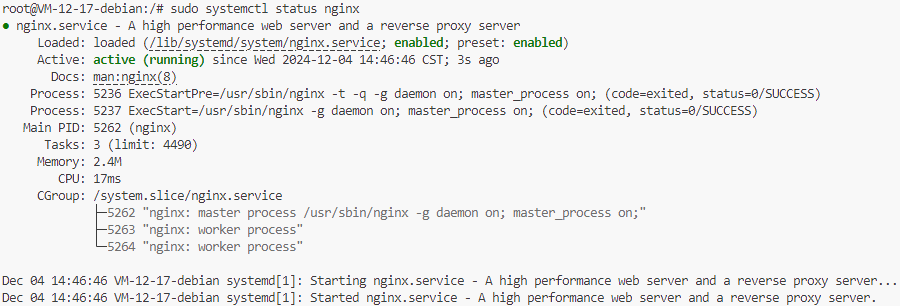 root@VM-12-17-debian:/# sudo systemctl status nginx
● nginx.service - A high performance web server and a reverse proxy server
     Loaded: loaded (/lib/systemd/system/nginx.service; enabled; preset: enabled)
     Active: active (running) since Wed 2024-12-04 14:46:46 CST; 3s ago
       Docs: man:nginx(8)
    Process: 5236 ExecStartPre=/usr/sbin/nginx -t -q -g daemon on; master_process on; (code=exited, status=0/SUCCESS)
    Process: 5237 ExecStart=/usr/sbin/nginx -g daemon on; master_process on; (code=exited, status=0/SUCCESS)
   Main PID: 5262 (nginx)
      Tasks: 3 (limit: 4490)
     Memory: 2.4M
        CPU: 17ms
     CGroup: /system.slice/nginx.service
             ├─5262 "nginx: master process /usr/sbin/nginx -g daemon on; master_process on;"
             ├─5263 "nginx: worker process"
             └─5264 "nginx: worker process"

Dec 04 14:46:46 VM-12-17-debian systemd[1]: Starting nginx.service - A high performance web server and a reverse proxy server...
Dec 04 14:46:46 VM-12-17-debian systemd[1]: Started nginx.service - A high performance web server and a reverse proxy server.